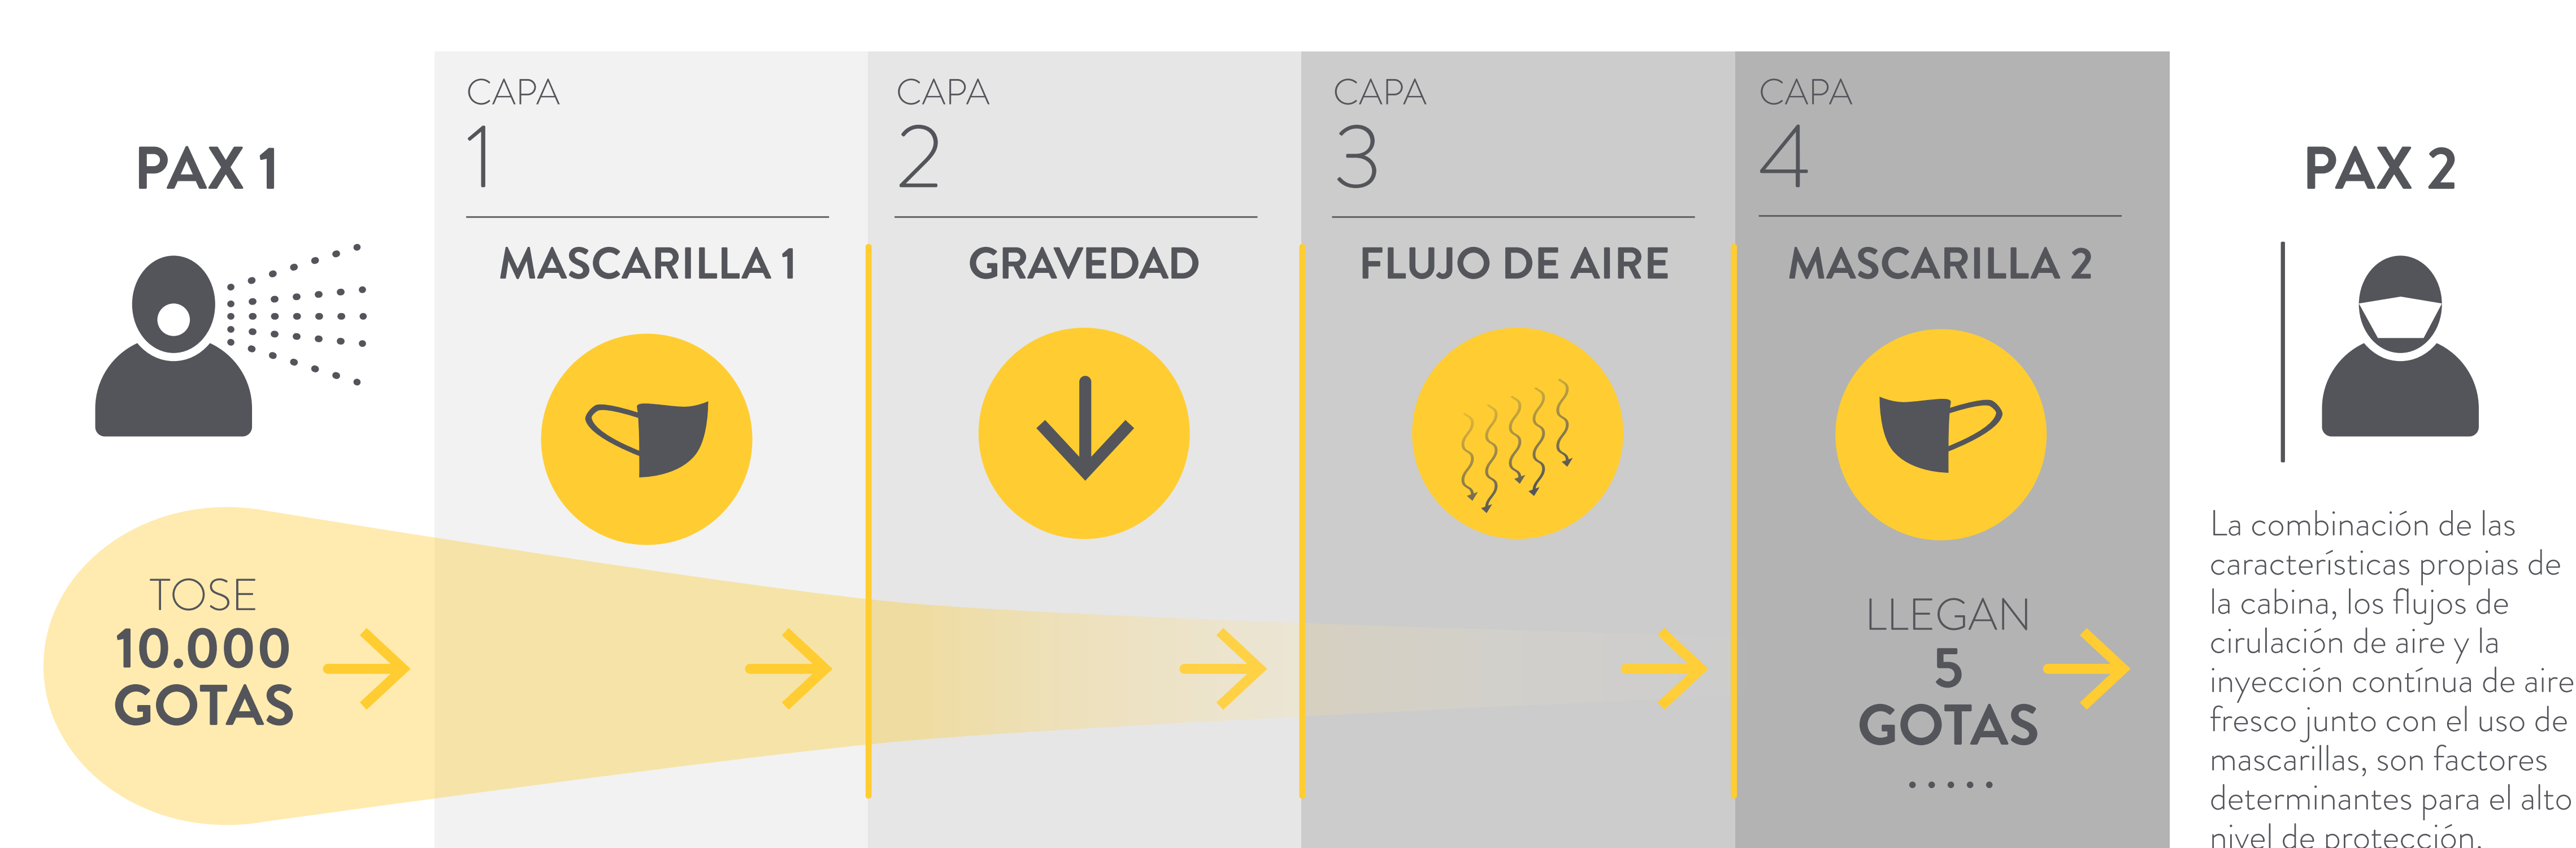 PAX 1
TOSE
10.000
GOTAS
CAPA
1
MASCARILLA 1
CAPA
2
GRAVEDAD
CAPA
3
FLUJO DE AIRE
CAPA
4
MASCARILLA 2
LLEGAN
5
GOTAS
PAX 2
La combinación de las
características propias de
la cabina, los flujos de
cirulación de aire y la
inyección contínua de aire
fresco junto con el uso de
mascarillas, son factores
determinantes para el alto
nivel de protección.